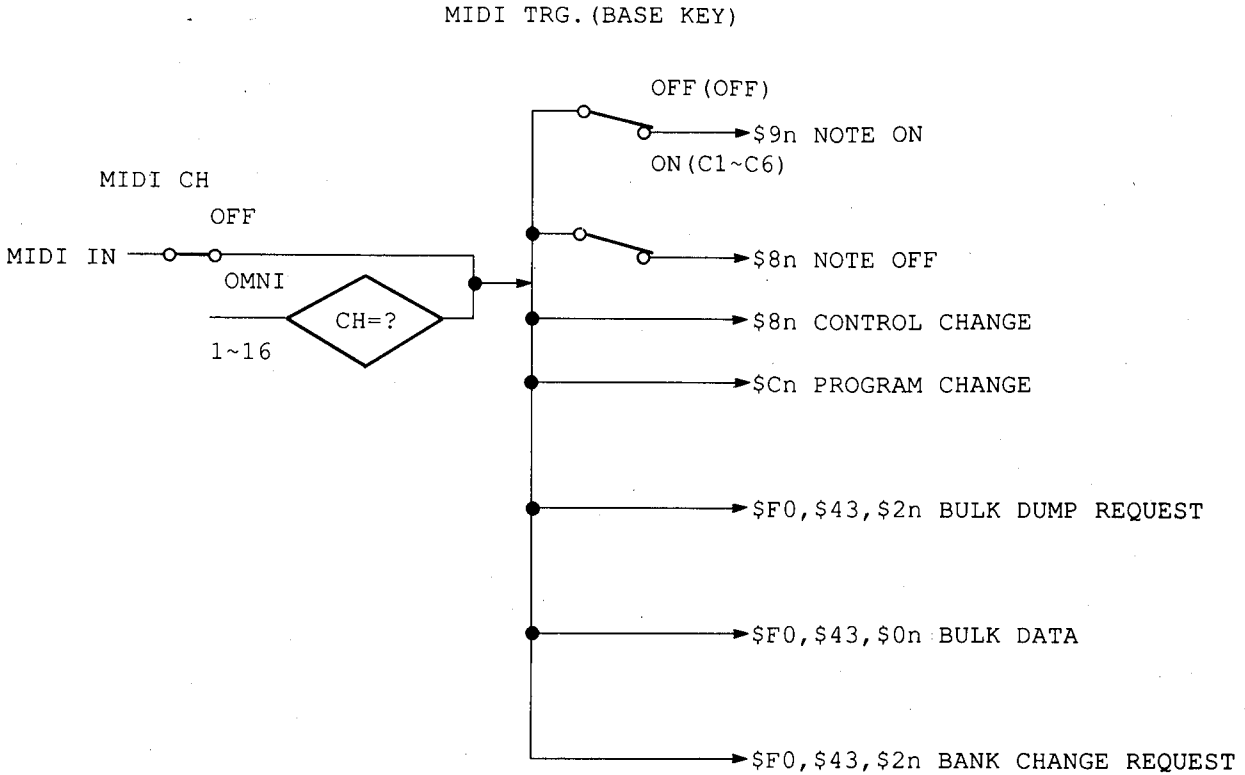 MIDI TRG.(BASE KEY)
OFF(OFF)
$9n NOTE ON
ON(C1~C6)
MIDI CH
OFF
MIDI IN
$8n NOTE OFF
OMNI
CH=?
$8n CONTROL CHANGE
1~16
$Cn PROGRAM CHANGE
$F0,$43,$2n BULK DUMP REQUEST
$F0,$43,$0n BULK DATA
$F0,$43,$2n BANK CHANGE REQUEST